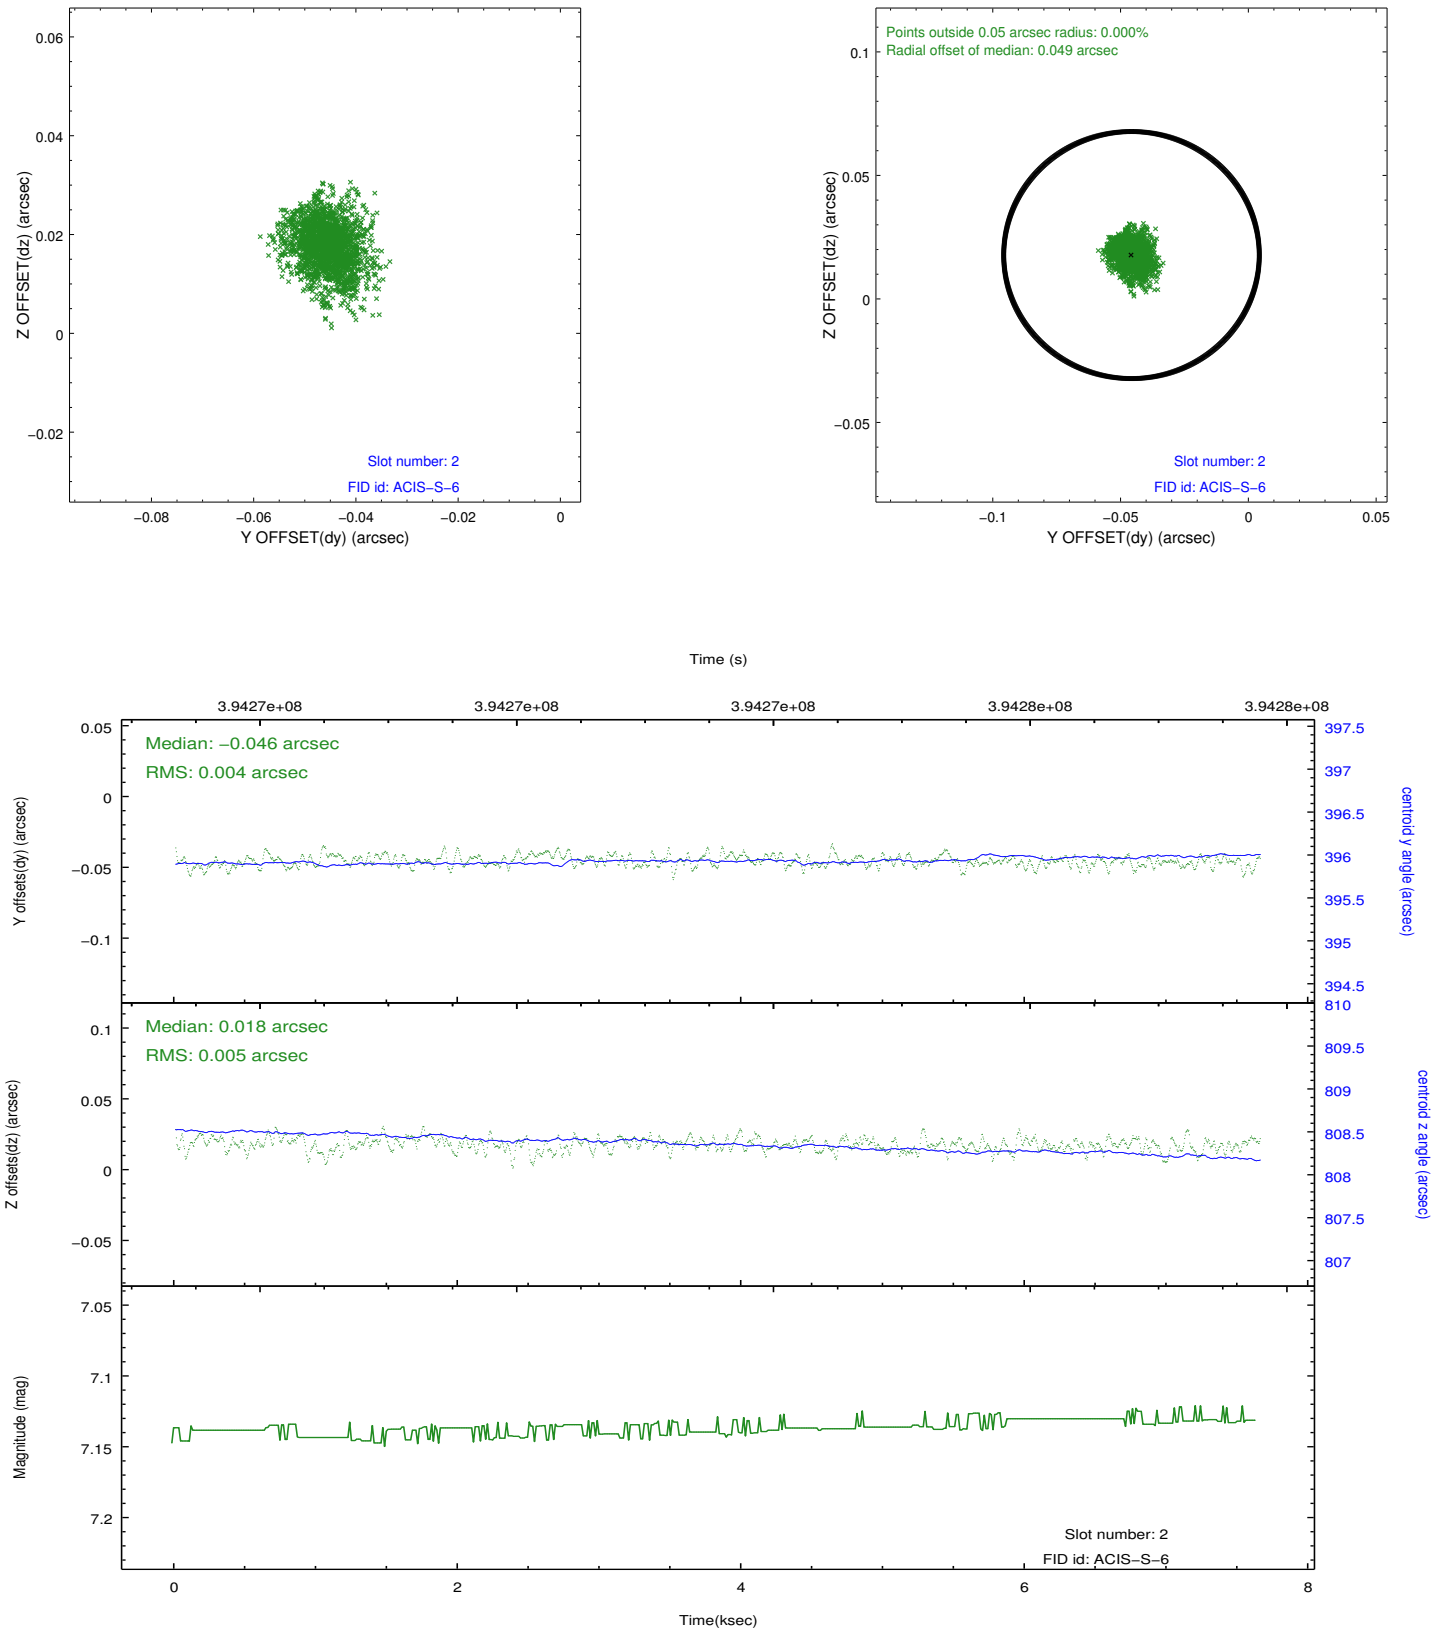 0.06
0.04
0.02
0
−0.02
Z OFFSET(dz) (arcsec)
Slot number: 2
FID id: ACIS−S−6
−0.08 −0.06 −0.04 −0.02 0
Y OFFSET(dy) (arcsec)
Points outside 0.05 arcsec radius: 0.000%
Radial offset of median: 0.049 arcsec
0.1
0.05
0
−0.05
Z OFFSET(dz) (arcsec)
Slot number: 2
FID id: ACIS−S−6
−0.1 −0.05 0 0.05
Y OFFSET(dy) (arcsec)
Time (s)
3.9427e+08 3.9427e+08 3.9427e+08 3.9428e+08 3.9428e+08
Median: −0.046 arcsec
RMS: 0.004 arcsec
0.05
0
−0.05
−0.1
Y offsets(dy) (arcsec)
397.5
397
396.5
396
395.5
395
394.5
centroid y angle (arcsec)
Median: 0.018 arcsec
RMS: 0.005 arcsec
0.1
0.05
0
−0.05
Z offsets(dz) (arcsec)
810
809.5
809
808.5
808
807.5
807
centroid z angle (arcsec)
7.05
7.1
7.15
7.2
Magnitude (mag)
Slot number: 2
FID id: ACIS−S−6
0 2 4 6 8
Time(ksec)